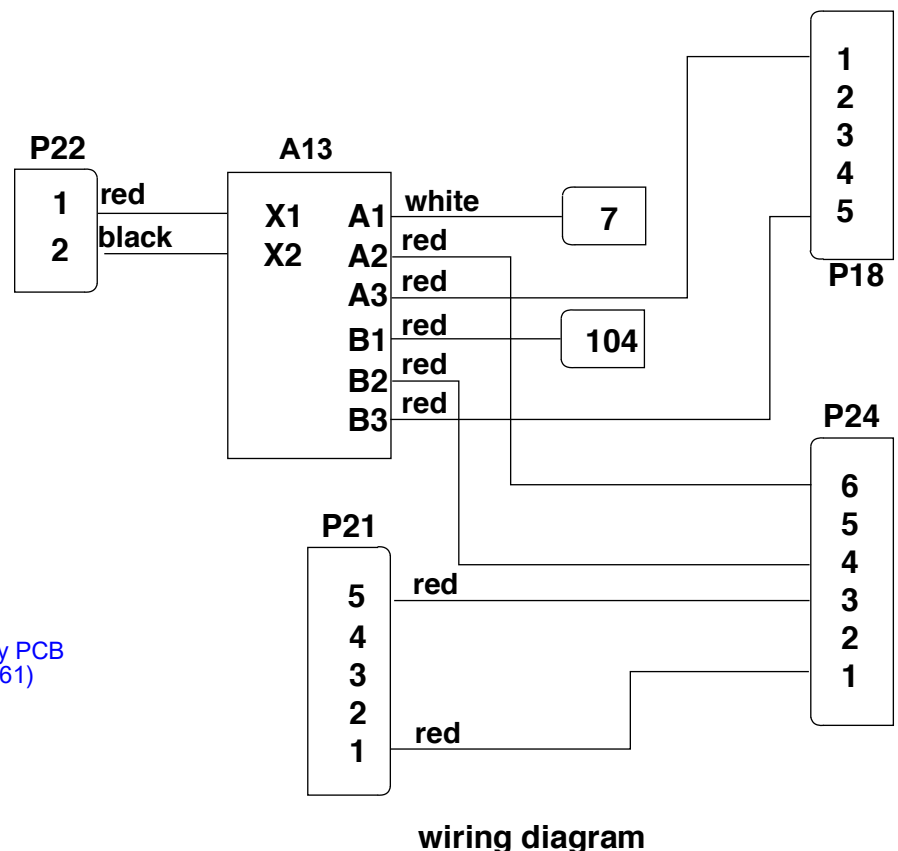 P22
1
2
red
black
A13
X1
X2
A1
A2
A3
B1
B2
B3
white
red
red
red
red
red
7
104
1
2
3
4
5
P18
P24
6
5
4
3
2
1
P21
5
4
3
2
1
red
red
y PCB
61)
wiring diagram